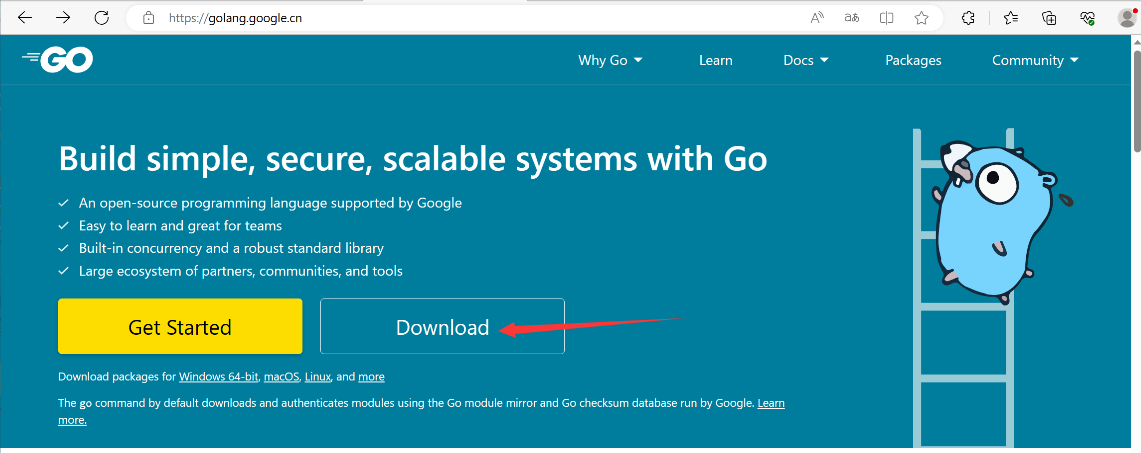 https://golang.google.cn
GO
Why Go
Learn
Docs
Packages
Community
Build simple, secure, scalable systems with Go
An open-source programming language supported by Google
Easy to learn and great for teams
Built-in concurrency and a robust standard library
Large ecosystem of partners, communities, and tools
Get Started
Download
Download packages for Windows 64-bit, macOS, Linux, and more
The go command by default downloads and authenticates modules using the Go module mirror and Go checksum database run by Google. Learn
more.